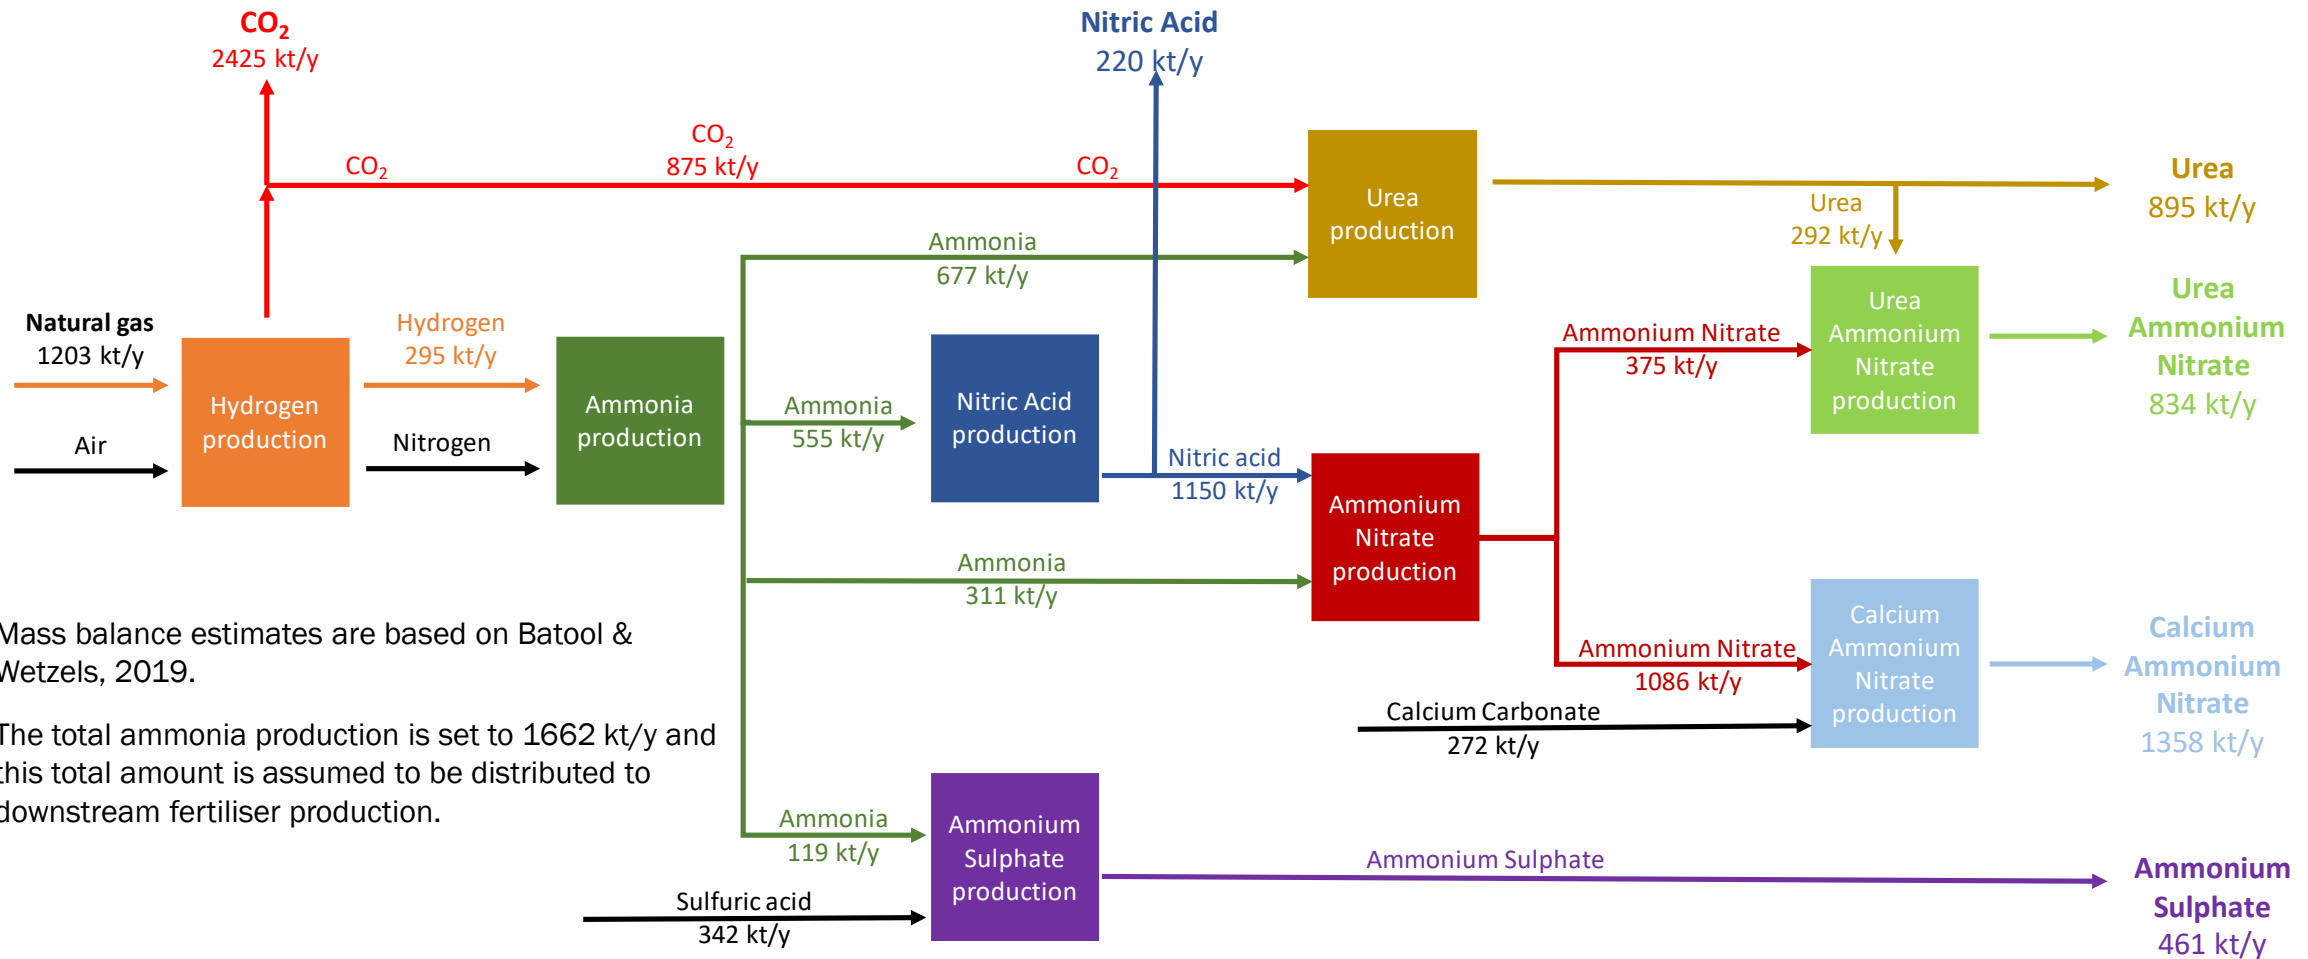 CO₂
2425 kt/y
Nitric Acid
220 kt/y
CO₂
CO₂
875 kt/y
CO₂
Urea
production
Urea
895 kt/y
Urea
292 kt/y
Ammonia
677 kt/y
Natural gas
1203 kt/y
Air
Hydrogen
production
Hydrogen
295 kt/y
Nitrogen
Ammonia
production
Ammonia
555 kt/y
Nitric Acid
production
Nitric acid
1150 kt/y
Ammonium
Nitrate
production
Ammonium Nitrate
375 kt/y
Urea
Ammonium
Nitrate
production
Urea
Ammonium
Nitrate
834 kt/y
Ammonia
311 kt/y
Ammonium Nitrate
1086 kt/y
Calcium Carbonate
272 kt/y
Calcium
Ammonium
Nitrate
production
Calcium
Ammonium
Nitrate
1358 kt/y
Mass balance estimates are based on Batool &
Wetzels, 2019.
The total ammonia production is set to 1662 kt/y and
this total amount is assumed to be distributed to
downstream fertiliser production.
Ammonia
119 kt/y
Sulfuric acid
342 kt/y
Ammonium
Sulphate
production
Ammonium Sulphate
Ammonium
Sulphate
461 kt/y